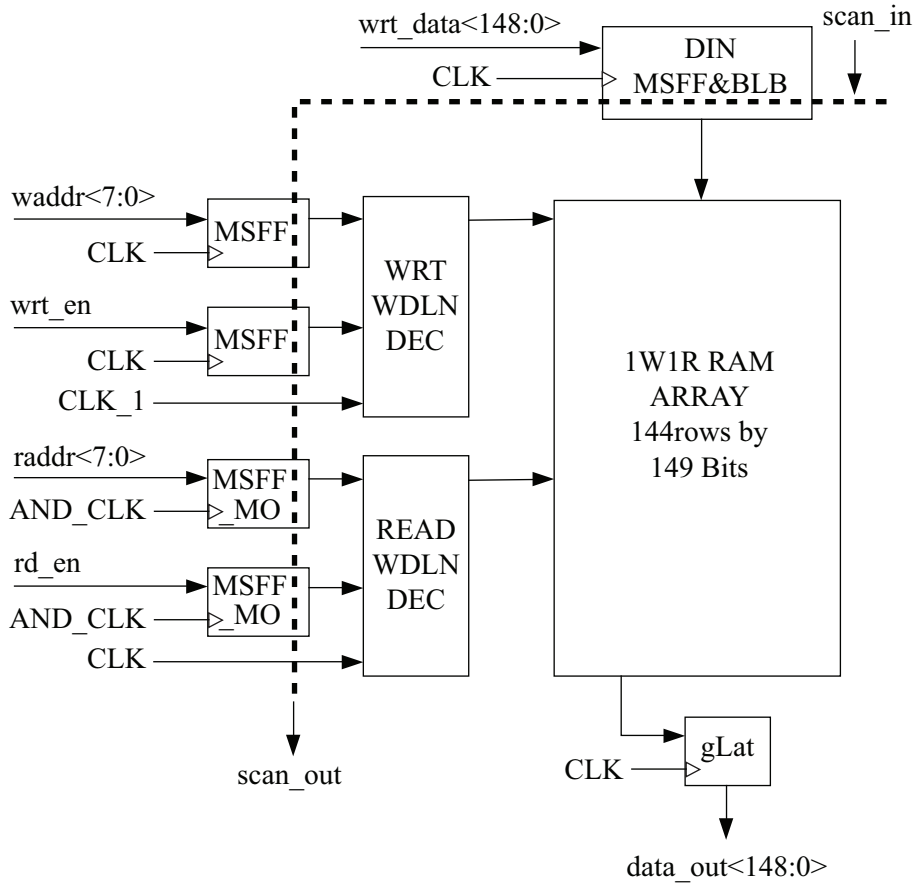 scan_in
wrt_data<148:0>
CLK
DIN
MSFF&BLB
waddr<7:0>
CLK
MSFF
wrt_en
CLK
MSFF
CLK_1
WRT
WDLN
DEC
1W1R RAM
ARRAY
144rows by
149 Bits
raddr<7:0>
AND_CLK
MSFF
_MO
rd_en
AND_CLK
MSFF
_MO
CLK
READ
WDLN
DEC
scan_out
CLK
gLat
data_out<148:0>